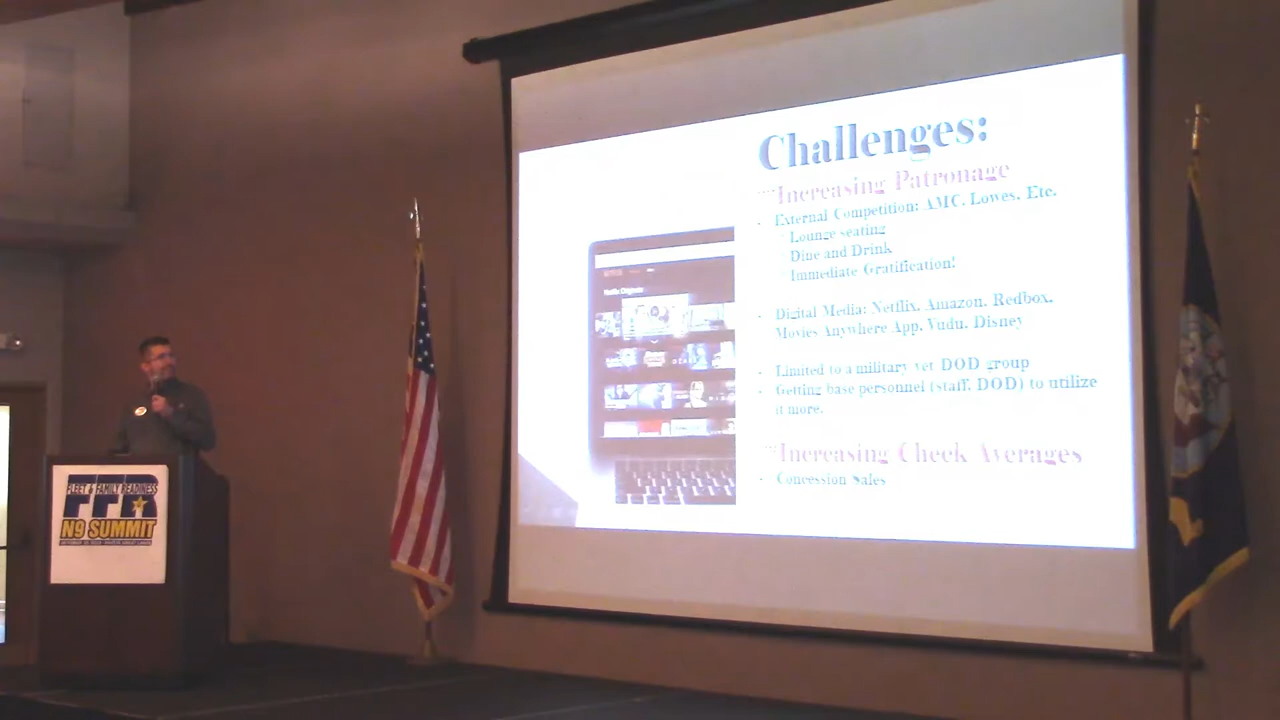 Challenges:
Increasing Patronage
External Competition: AMC, Lowes, Etc.
Lounge seating
Dine and Drink
Immediate Gratification!
Digital Media: Netflix, Amazon, Redbox,
Movies Anywhere App, Vudu, Disney
Limited to a military vet DOD group
Getting base personnel (staff, DOD) to utilize
it more.
Increasing Check Averages
Concession Sales
FLEET & FAMILY READINESS
FFR
N9 SUMMIT